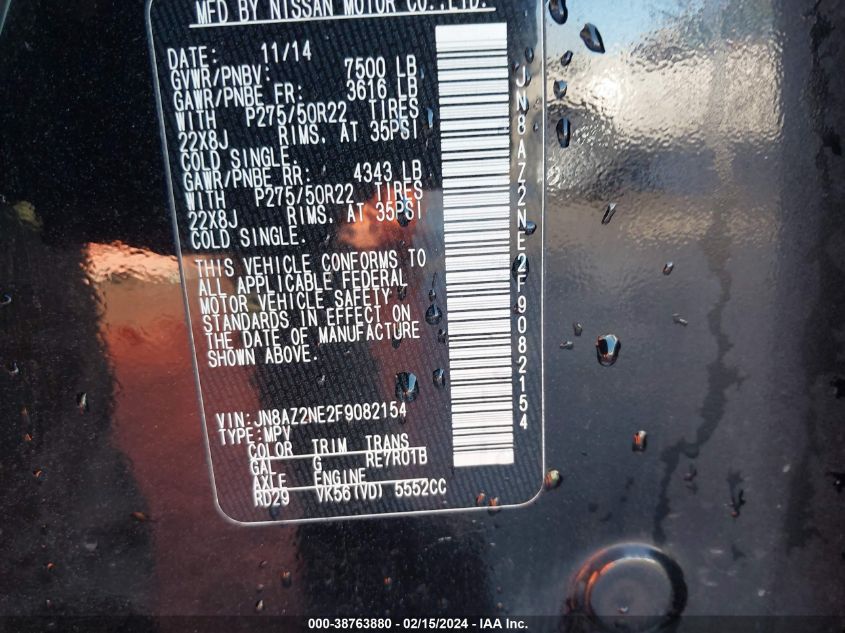 MFD BY NISSAN MOTOR CO.,LTD.
DATE: 11/14
GVWR/PNBV: 7500 LB
GAWR/PNBE FR: 3616 LB
WITH P275/50R22 TIRES
22X8J RIMS. AT 35PSI
COLD SINGLE.
GAWR/PNBE RR: 4343 LB
WITH P275/50R22 TIRES
22X8J RIMS. AT 35PSI
COLD SINGLE.
THIS VEHICLE CONFORMS TO
ALL APPLICABLE FEDERAL
MOTOR VEHICLE SAFETY
STANDARDS IN EFFECT ON
THE DATE OF MANUFACTURE
SHOWN ABOVE.
VIN:JN8AZ2NE2F9082154
TYPE:MPV
COLOR TRIM TRANS
GAL G RE7R01B
AXLE ENGINE
RD29 VK56(VD) 5552CC
JN8AZ2NE2F9082154
000-38763880 - 02/15/2024 - IAA Inc.